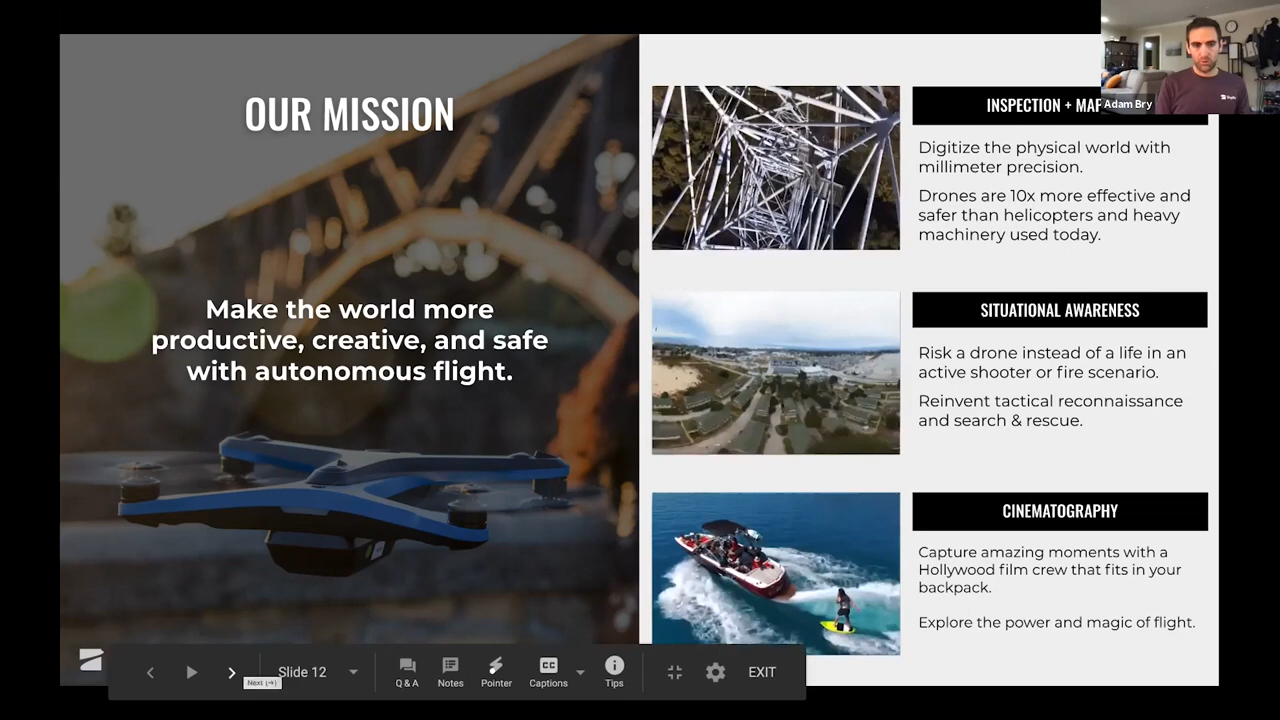 OUR MISSION
Make the world more
productive, creative, and safe
with autonomous flight.
INSPECTION +
Adam Bry
Digitize the physical world with
millimeter precision.
Drones are 10x more effective and
safer than helicopters and heavy
machinery used today.
SITUATIONAL AWARENESS
Risk a drone instead of a life in an
active shooter or fire scenario.
Reinvent tactical reconnaissance
and search & rescue.
CINEMATOGRAPHY
Capture amazing moments with a
Hollywood film crew that fits in your
backpack.
Explore the power and magic of flight.
Slide 12
Next (→)
Q & A
Notes
Pointer
CC
Captions
Tips
EXIT